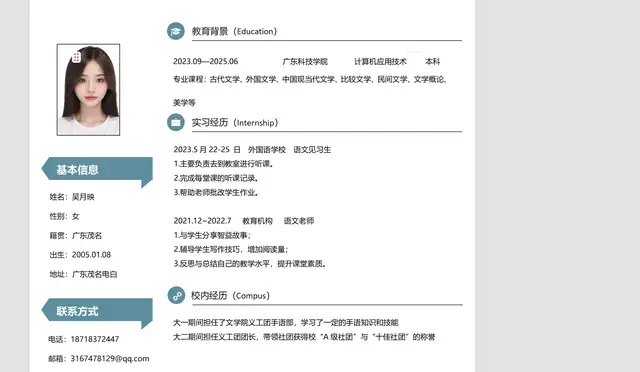 基本信息
姓名：吴月映
性别：女
籍贯：广东茂名
出生：2005.01.08
地址：广东茂名电白
联系方式
电话：18718372447
邮箱：3167478129@qq.com
教育背景（Education）
2023.09—2025.06 广东科技学院 计算机应用技术 本科
专业课程：古代文学、外国文学、中国现当代文学、比较文学、民间文学、文学概论、
美学等
实习经历（Internship）
2023.5 月 22-25 日 外国语学校 语文见习生
1.主要负责去到教室进行听课。
2.完成每堂课的听课记录。
3.帮助老师批改学生作业。
2021.12~2022.7 教育机构 语文老师
1.与学生分享智益故事；
2.辅导学生写作技巧，增加阅读量；
3.反思与总结自己的教学水平，提升课堂素质。
校内经历（Compus）
大一期间担任了文学院义工团手语部，学习了一定的手语知识和技能
大二期间担任义工团团长，带领社团获得校“A 级社团”与“十佳社团”的称誉